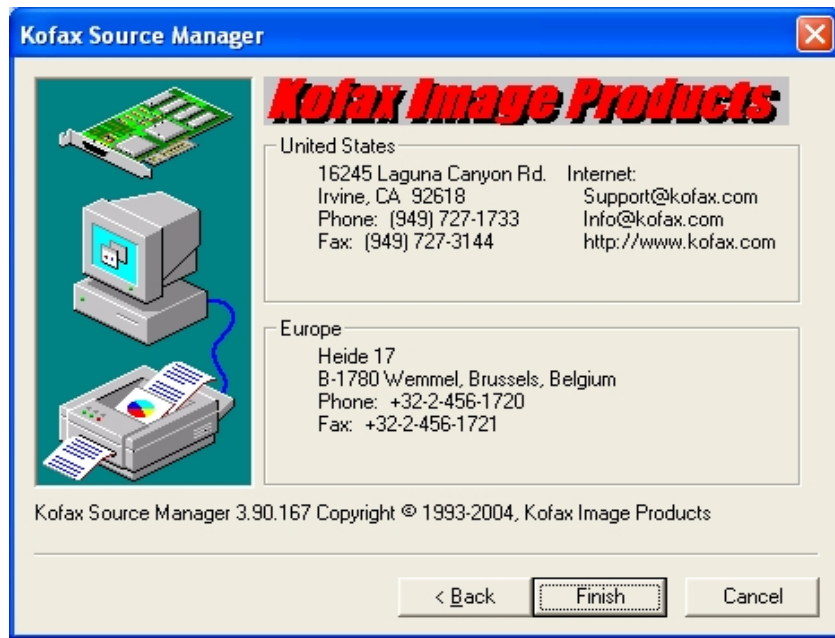 Kofax Source Manager
Kofax Image Products
United States
16245 Laguna Canyon Rd.
Irvine, CA 92618
Phone: (949) 727-1733
Fax: (949) 727-3144
Internet:
Support@kofax.com
Info@kofax.com
http://www.kofax.com
Europe
Heide 17
B-1780 Wemmel, Brussels, Belgium
Phone: +32-2-456-1720
Fax: +32-2-456-1721
Kofax Source Manager 3.90.167 Copyright © 1993-2004, Kofax Image Products
< Back
Finish
Cancel